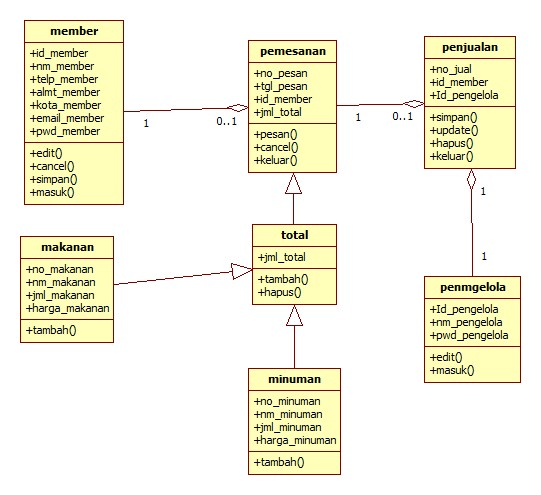 member
+id_member
+nm_member
+telp_member
+almt_member
+kota_member
+email_member
+pwd_member
+edit()
+cancel()
+simpan()
+masuk()
1
0..1
pemesanan
+no_pesan
+tgl_pesan
+id_member
+jml_total
+pesan()
+cancel()
+keluar()
1
0..1
penjualan
+no_jual
+id_member
+Id_pengelola
+simpan()
+update()
+hapus()
+keluar()
1
1
makanan
+no_makanan
+nm_makanan
+jml_makanan
+harga_makanan
+tambah()
total
+jml_total
+tambah()
+hapus()
penmgelola
+Id_pengelola
+nm_pengelola
+pwd_pengelola
+edit()
+masuk()
minuman
+no_minuman
+nm_minuman
+jml_minuman
+harga_minuman
+tambah()